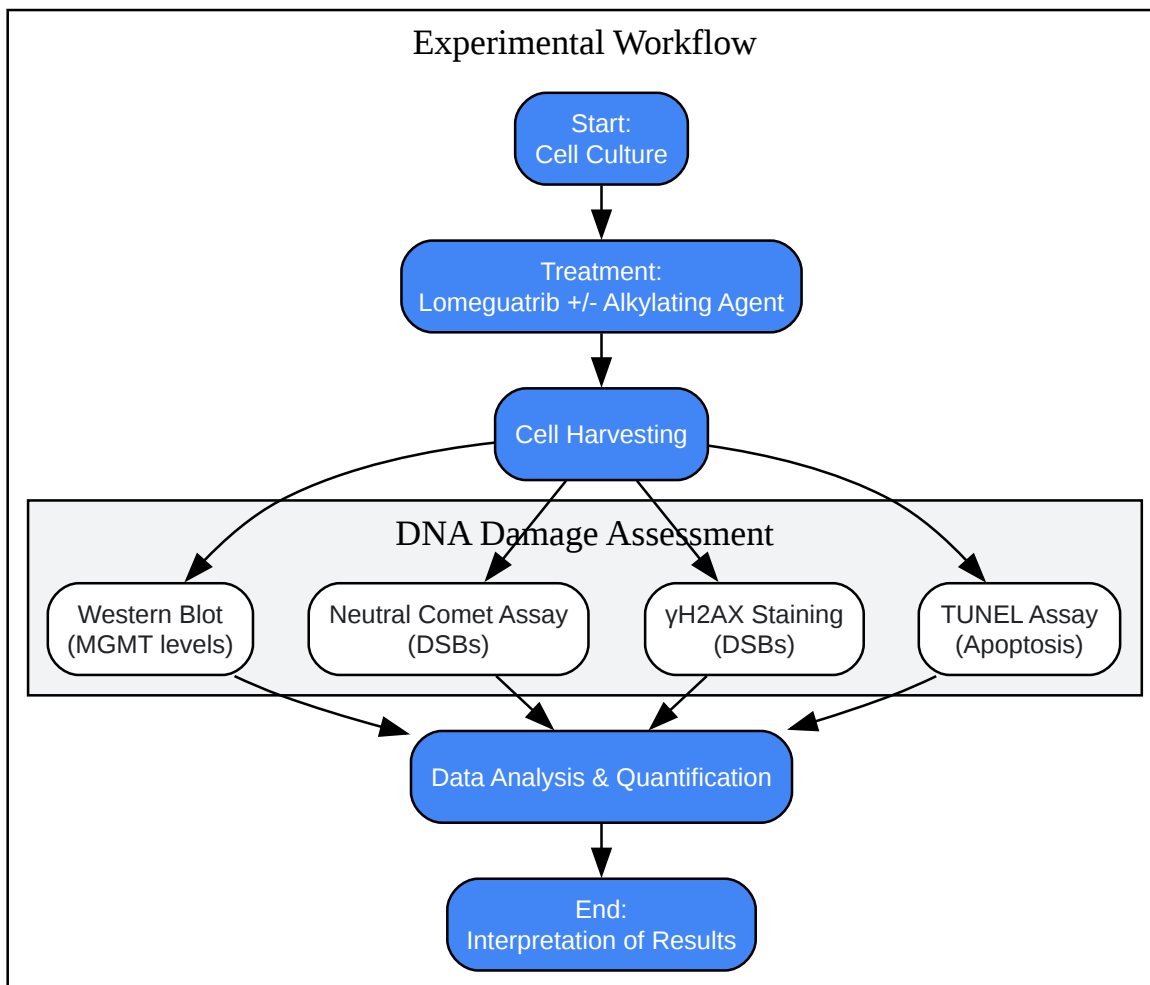 Experimental Workflow
Start:
Cell Culture
Treatment:
Lomeguatrib +/- Alkylating Agent
Cell Harvesting
DNA Damage Assessment
Western Blot
(MGMT levels)
Neutral Comet Assay
(DSBs)
γH2AX Staining
(DSBs)
TUNEL Assay
(Apoptosis)
Data Analysis & Quantification
End:
Interpretation of Results